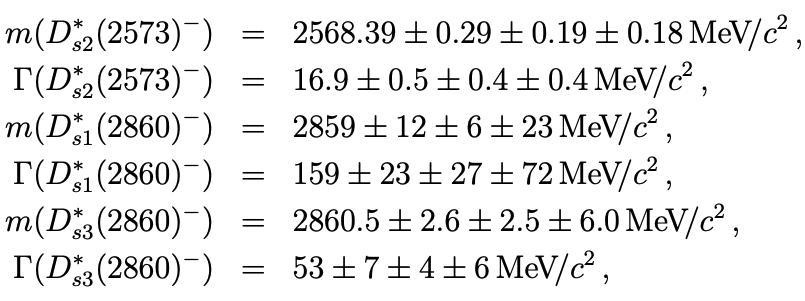 m(D*s2(2573)−) = 2568.39 ± 0.29 ± 0.19 ± 0.18 MeV/c2 ,
Γ(D*s2(2573)−) = 16.9 ± 0.5 ± 0.4 ± 0.4 MeV/c2 ,
m(D*s1(2860)−) = 2859 ± 12 ± 6 ± 23 MeV/c2 ,
Γ(D*s1(2860)−) = 159 ± 23 ± 27 ± 72 MeV/c2 ,
m(D*s3(2860)−) = 2860.5 ± 2.6 ± 2.5 ± 6.0 MeV/c2 ,
Γ(D*s3(2860)−) = 53 ± 7 ± 4 ± 6 MeV/c2 ,